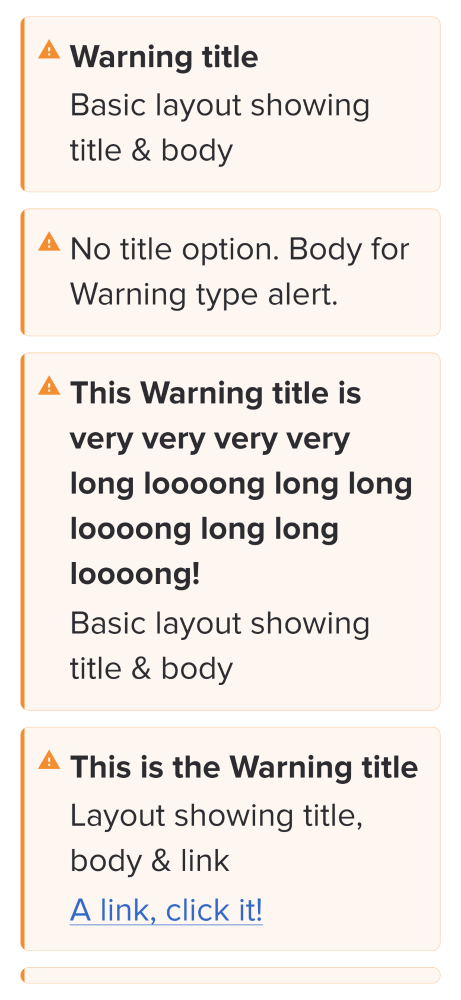 Warning title
Basic layout showing
title & body
No title option. Body for
Warning type alert.
This Warning title is
very very very very
long loooong long long
loooong long long
loooong!
Basic layout showing
title & body
This is the Warning title
Layout showing title,
body & link
A link, click it!